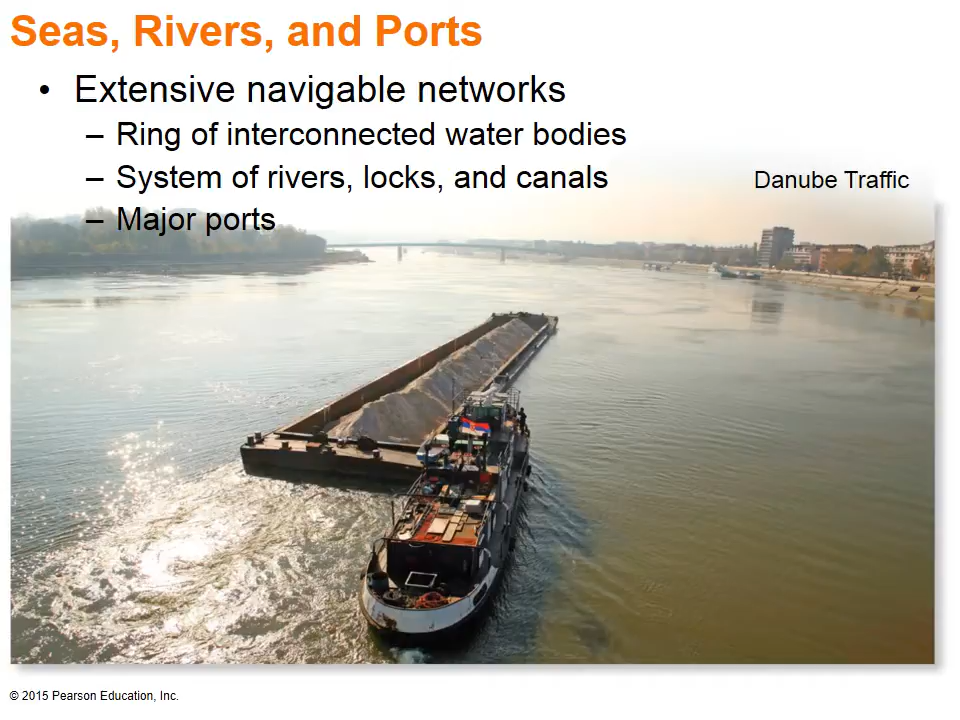 Seas, Rivers, and Ports
• Extensive navigable networks
– Ring of interconnected water bodies
– System of rivers, locks, and canals
Danube Traffic
– Major ports
© 2015 Pearson Education, Inc.